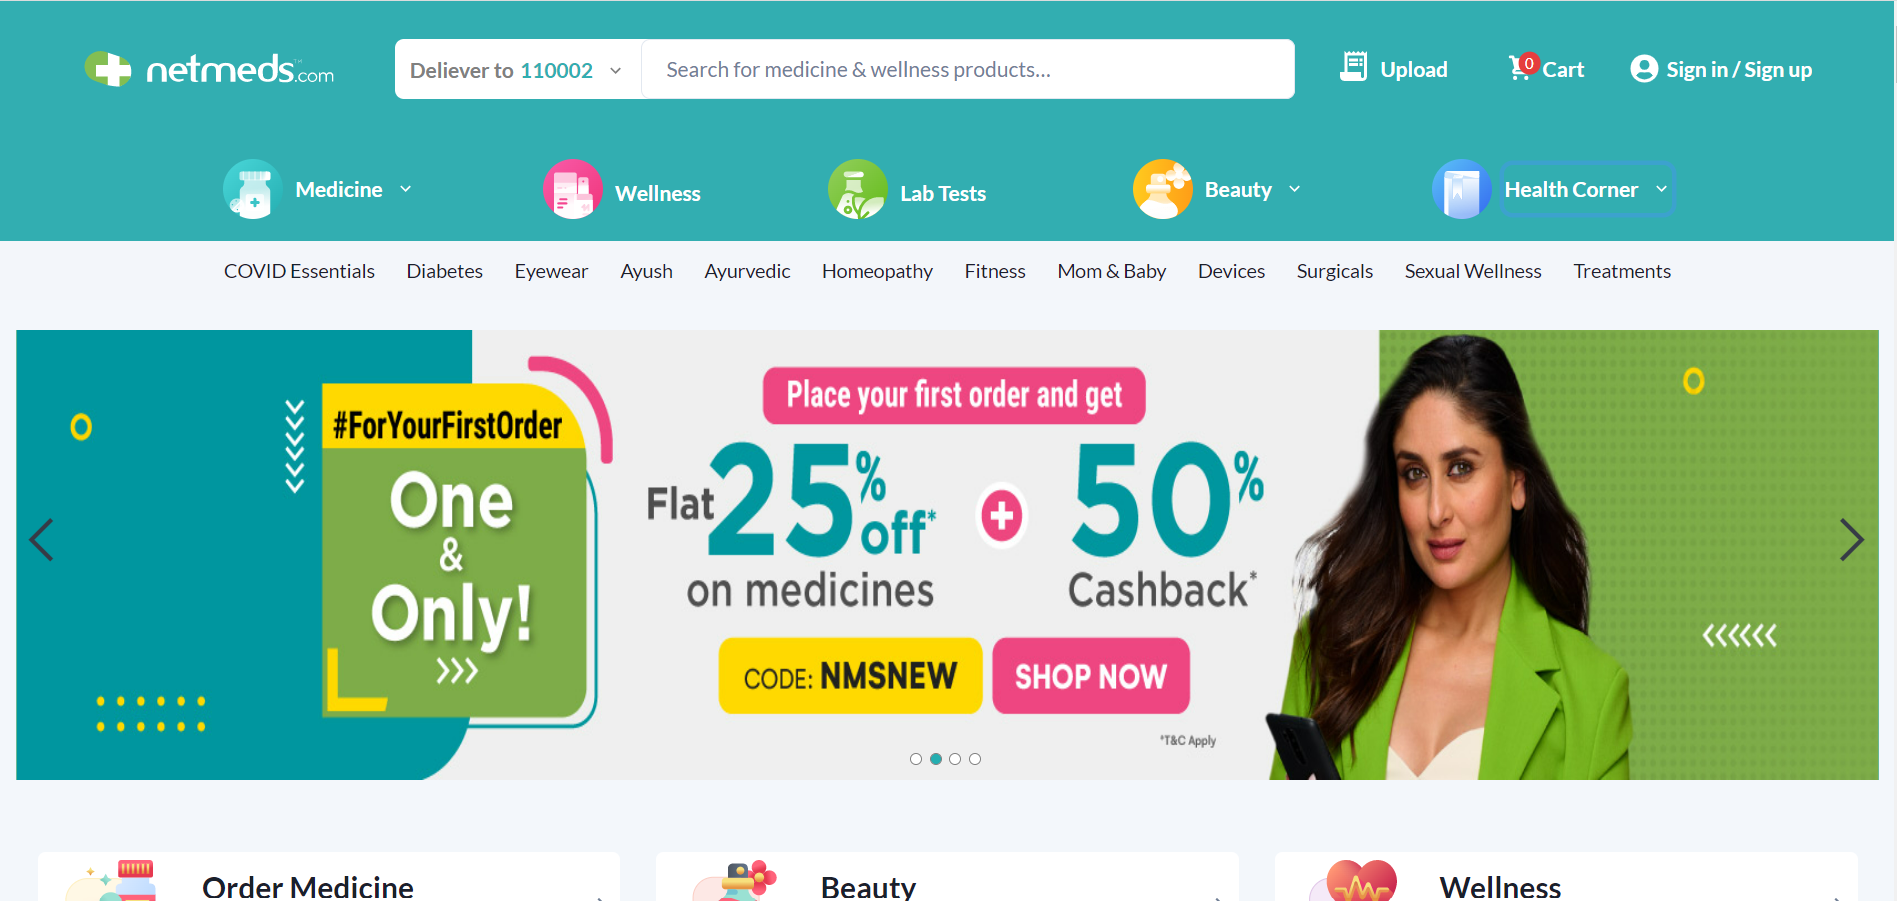 netmeds.com
Deliever to 110002
Search for medicine & wellness products...
Upload
0
Cart
Sign in / Sign up
Medicine
Wellness
Lab Tests
Beauty
Health Corner
COVID Essentials Diabetes Eyewear Ayush Ayurvedic Homeopathy Fitness Mom & Baby Devices Surgicals Sexual Wellness Treatments
#ForYourFirstOrder
One
&
Only!
Place your first order and get
Flat 25% off*
on medicines
50%
Cashback*
CODE: NMSNEW
SHOP NOW
*T&C Apply
Order Medicine
Beauty
Wellness